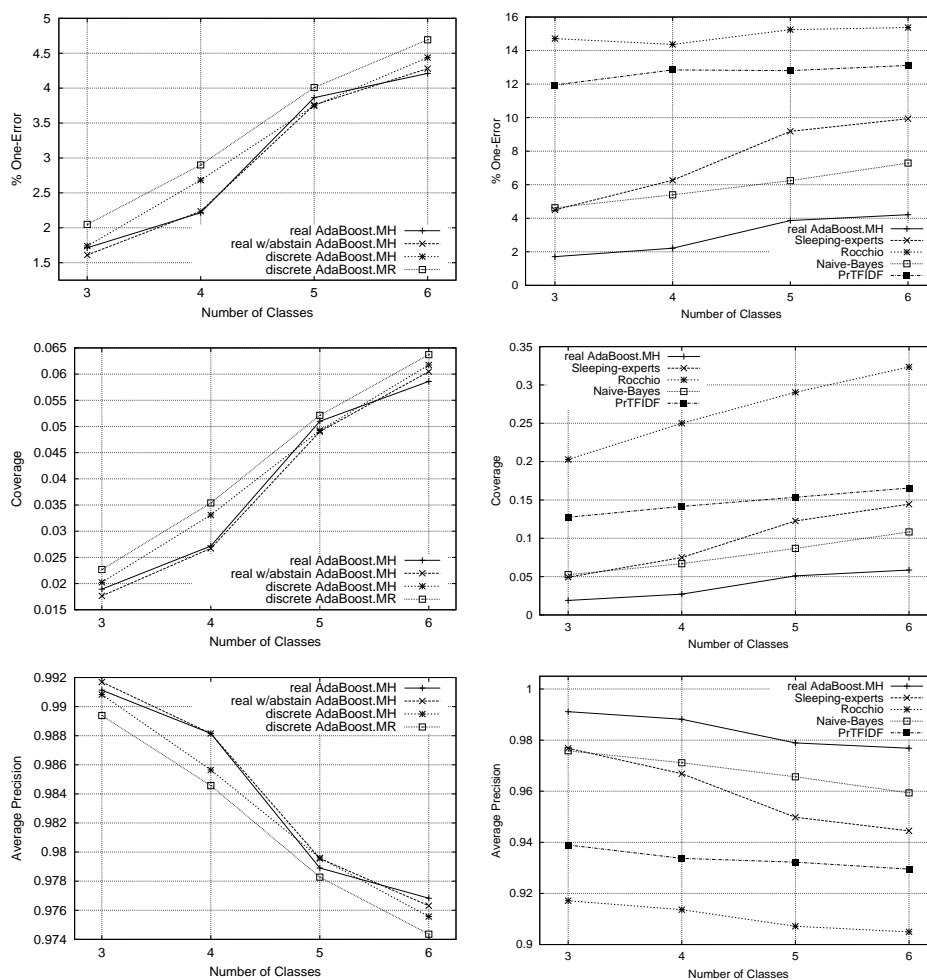 5
4.5
4
3.5
3
2.5
2
1.5
% One-Error
real AdaBoost.MH
real w/abstain AdaBoost.MH
discrete AdaBoost.MH
discrete AdaBoost.MR
3 4 5 6
Number of Classes
16
14
12
10
8
6
4
2
0
% One-Error
real AdaBoost.MH
Sleeping-experts
Rocchio
Naive-Bayes
PrTFIDF
3 4 5 6
Number of Classes
0.065
0.06
0.055
0.05
0.045
0.04
0.035
0.03
0.025
0.02
0.015
Coverage
real AdaBoost.MH
real w/abstain AdaBoost.MH
discrete AdaBoost.MH
discrete AdaBoost.MR
3 4 5 6
Number of Classes
0.35
0.3
0.25
0.2
0.15
0.1
0.05
0
Coverage
real AdaBoost.MH
Sleeping-experts
Rocchio
Naive-Bayes
PrTFIDF
3 4 5 6
Number of Classes
0.992
0.99
0.988
0.986
0.984
0.982
0.98
0.978
0.976
0.974
Average Precision
real AdaBoost.MH
real w/abstain AdaBoost.MH
discrete AdaBoost.MH
discrete AdaBoost.MR
3 4 5 6
Number of Classes
1
0.98
0.96
0.94
0.92
0.9
Average Precision
real AdaBoost.MH
Sleeping-experts
Rocchio
Naive-Bayes
PrTFIDF
3 4 5 6
Number of Classes